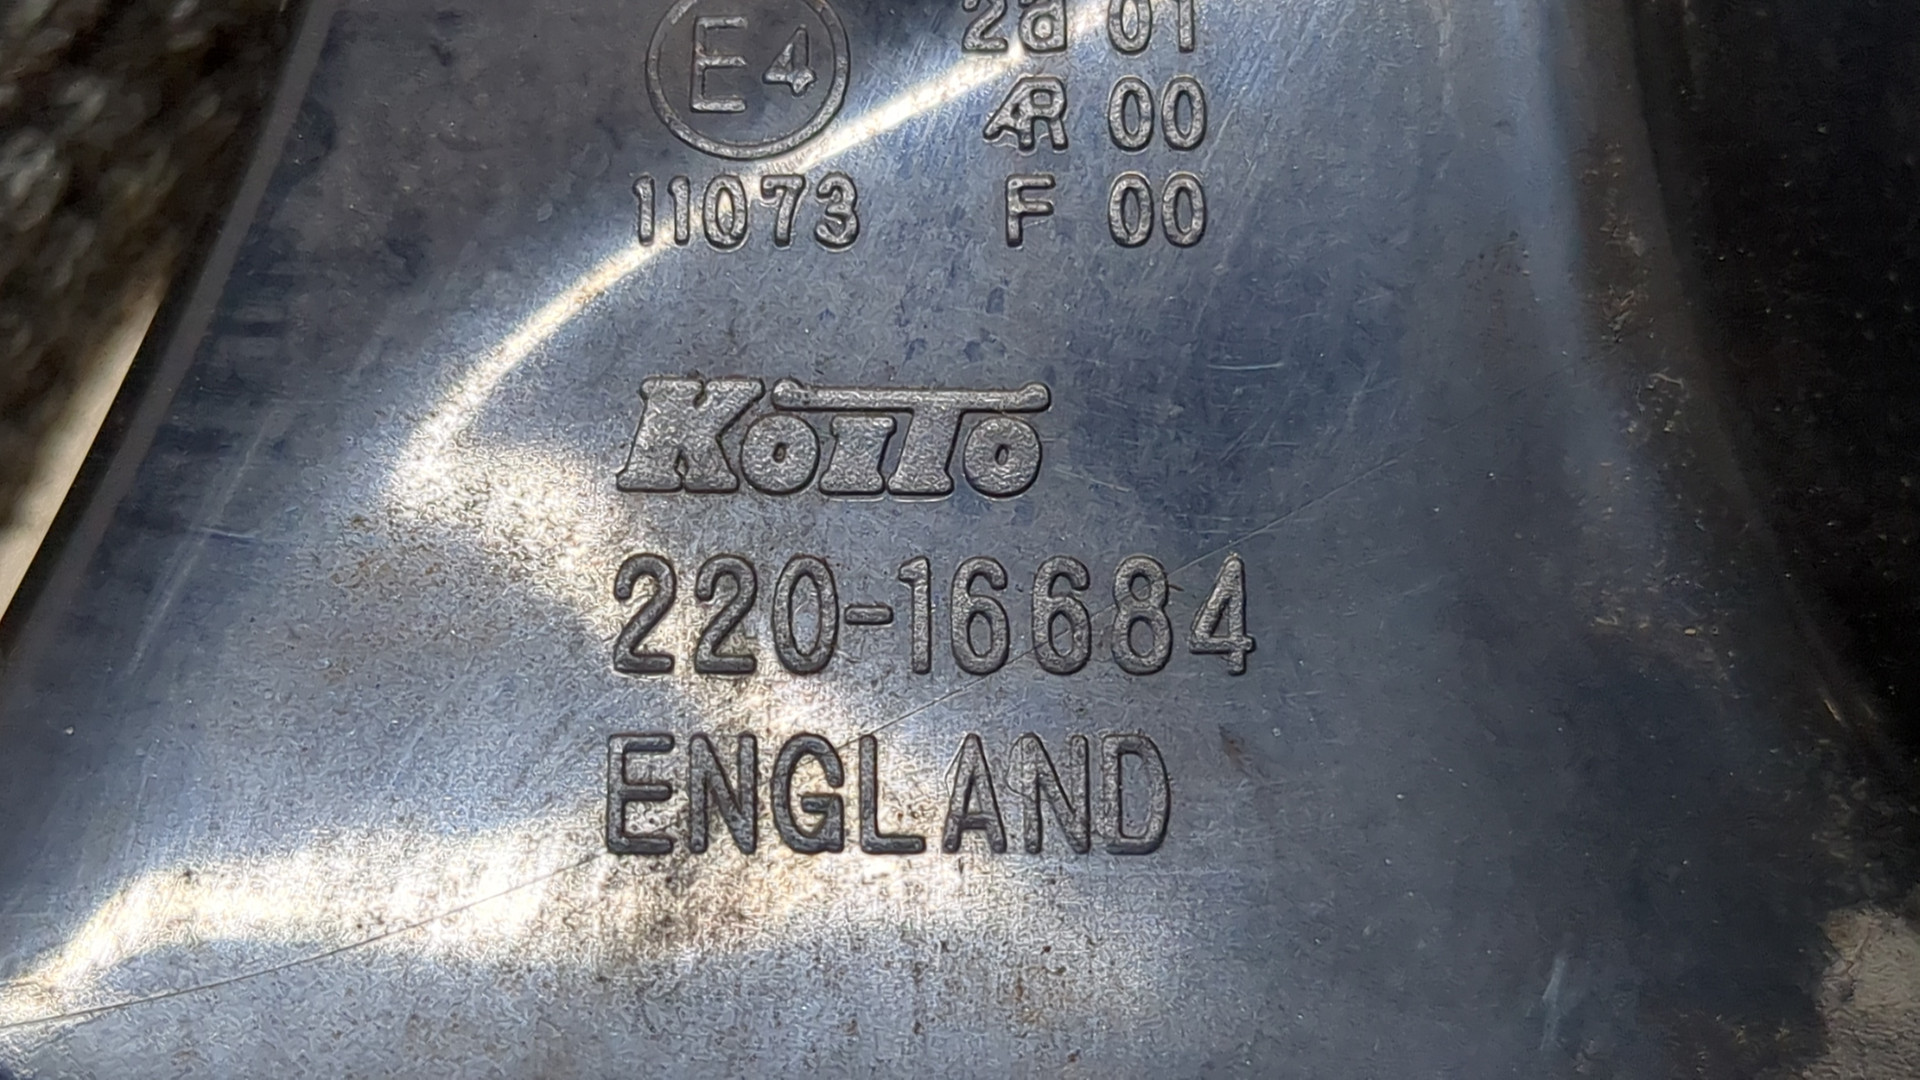 E4 2a 01
AR 00
11073 F 00
KOITO
220-16684
ENGLAND